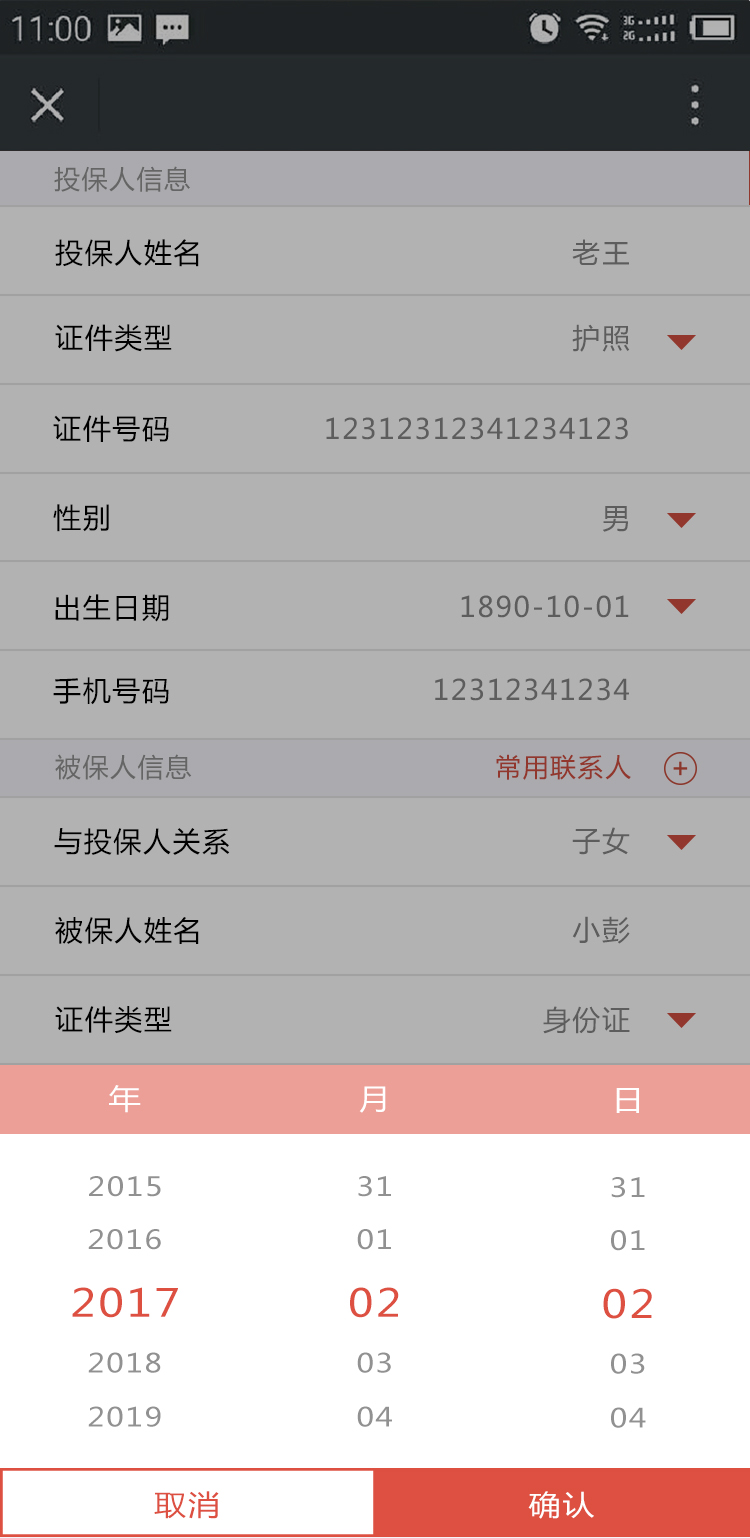 11:00 3G 2G
投保人信息
投保人姓名 老王
证件类型 护照
证件号码 12312312341234123
性别 男
出生日期 1890-10-01
手机号码 12312341234
被保人信息 常用联系人
与投保人关系 子女
被保人姓名 小彭
证件类型 身份证
年 月 日
2015 31 31
2016 01 01
2017 02 02
2018 03 03
2019 04 04
取消 确认